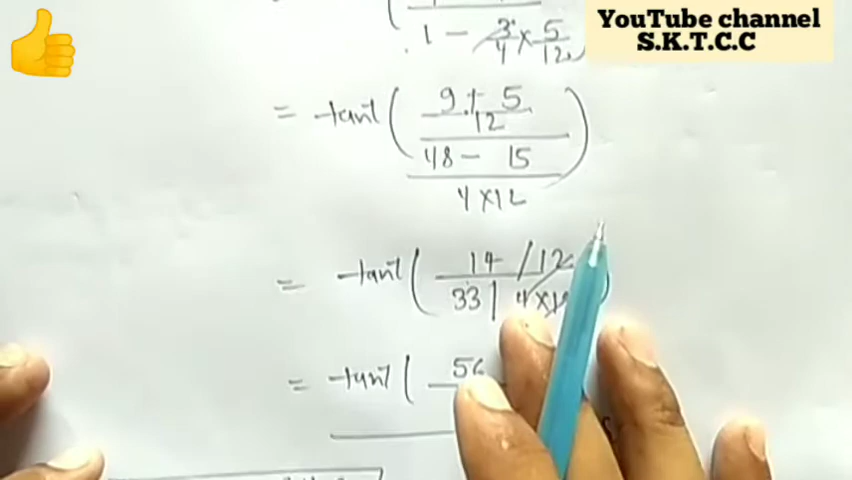 YouTube channel
S.K.T.C.C
1 - 3/4 × 5/12
= tan⁻¹ ( 9 + 5
12
48 - 15
4 × 12 )
= tan⁻¹ ( 14 / 12
33 | 4 × 12 )
= tan⁻¹ ( 56